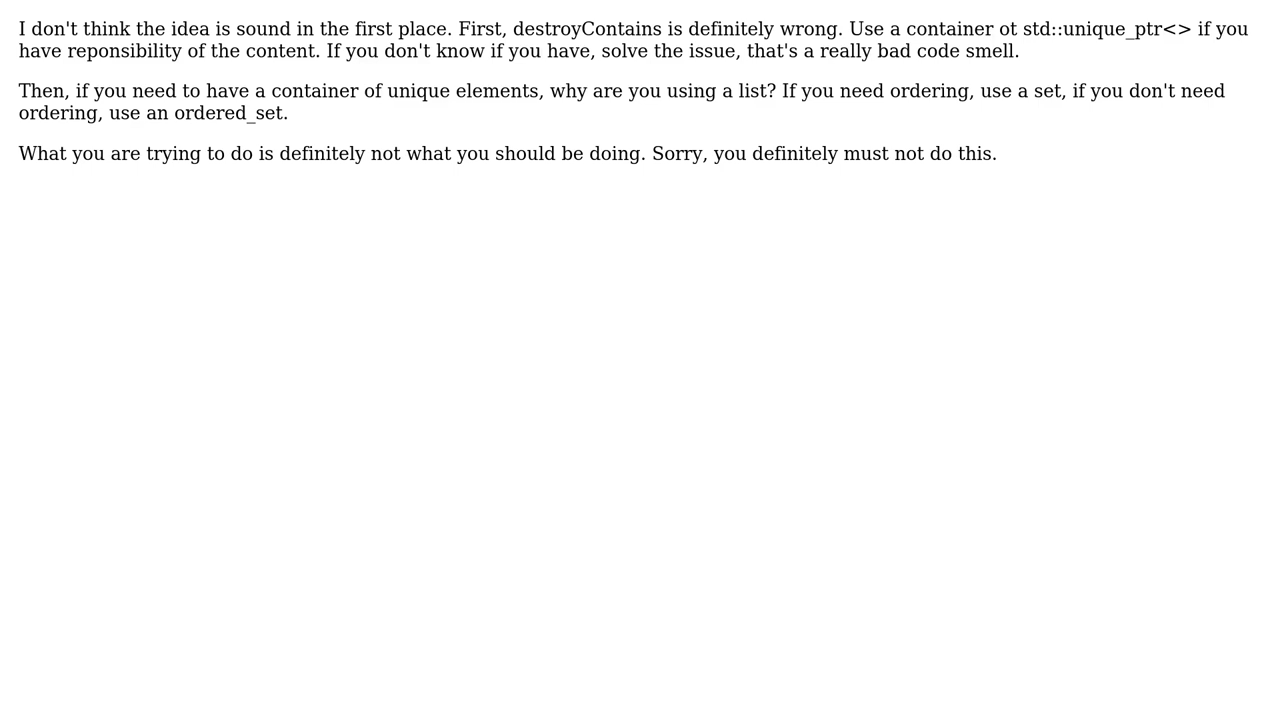 I don't think the idea is sound in the first place. First, destroyContains is definitely wrong. Use a container ot std::unique_ptr<> if you
have reponsibility of the content. If you don't know if you have, solve the issue, that's a really bad code smell.
Then, if you need to have a container of unique elements, why are you using a list? If you need ordering, use a set, if you don't need
ordering, use an ordered_set.
What you are trying to do is definitely not what you should be doing. Sorry, you definitely must not do this.